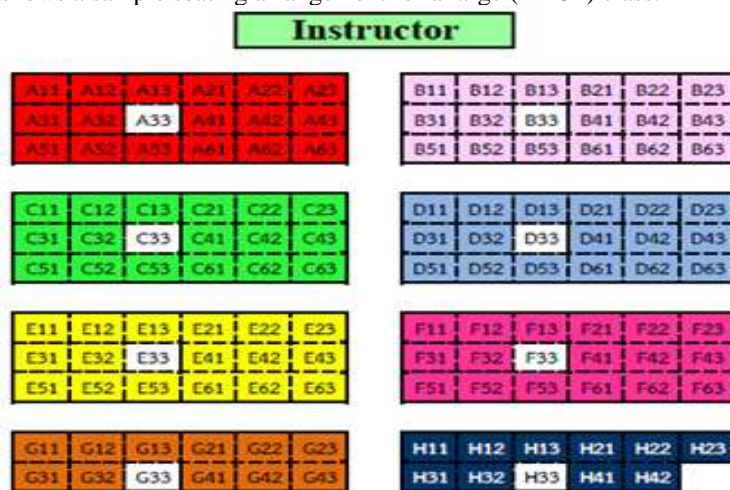 Instructor
A11 A12 A13 A21 A22 A23
B11 B12 B13 B21 B22 B23
A31 A32 A33 A41 A42 A43
B31 B32 B33 B41 B42 B43
A51 A52 A53 A61 A62 A63
B51 B52 B53 B61 B62 B63
C11 C12 C13 C21 C22 C23
D11 D12 D13 D21 D22 D23
C31 C32 C33 C41 C42 C43
D31 D32 D33 D41 D42 D43
C51 C52 C53 C61 C62 C63
D51 D52 D53 D61 D62 D63
E11 E12 E13 E21 E22 E23
F11 F12 F13 F21 F22 F23
E31 E32 E33 E41 E42 E43
F31 F32 F33 F41 F42 F43
E51 E52 E53 E61 E62 E63
F51 F52 F53 F61 F62 F63
G11 G12 G13 G21 G22 G23
H11 H12 H13 H21 H22 H23
G31 G32 G33 G41 G42 G43
H31 H32 H33 H41 H42